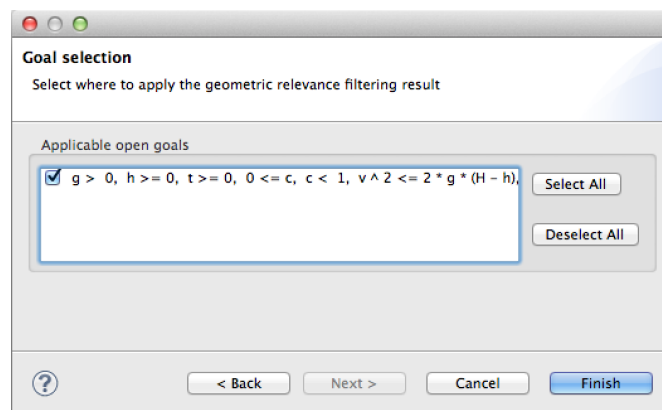 Goal selection
Select where to apply the geometric relevance filtering result
Applicable open goals
g > 0, h >= 0, t >= 0, 0 <= c, c < 1, v ^ 2 <= 2 * g * (H - h),
Select All
Deselect All
?
< Back
Next >
Cancel
Finish